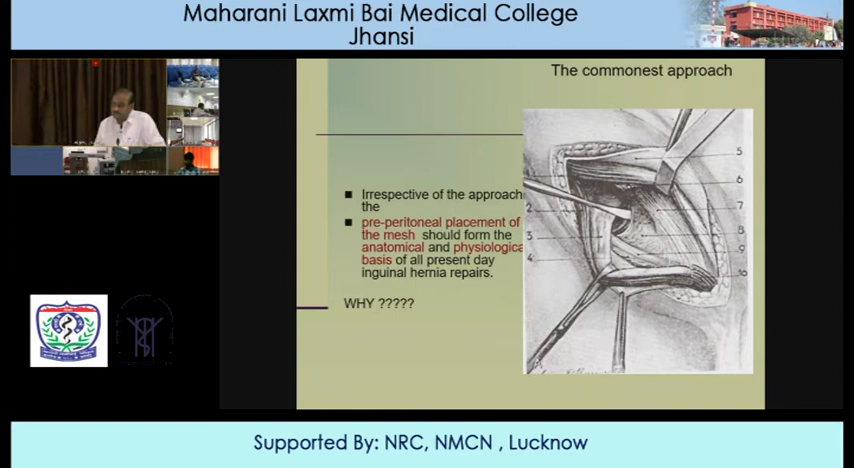 Maharani Laxmi Bai Medical College
Jhansi
The commonest approach
Irrespective of the approach
the
pre-peritoneal placement of
the mesh should form the
anatomical and physiologica
basis of all present day
inguinal hernia repairs.
WHY ?????
5
6
2
7
3
8
9
4
10
Supported By: NRC, NMCN , Lucknow